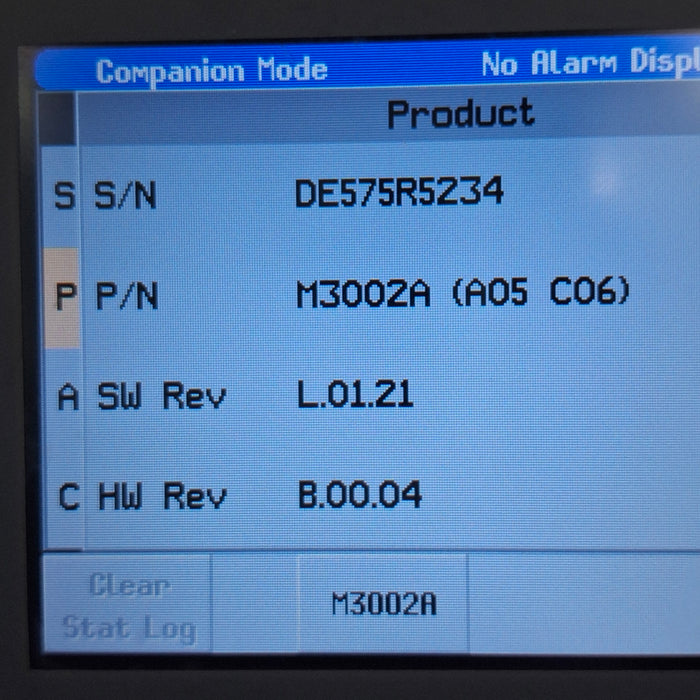 Companion Mode No Alarm Displ
Product
S S/N DE575R5234
P P/N M3002A (A05 C06)
A SW Rev L.01.21
C HW Rev B.00.04
Clear
Stat Log
M3002A